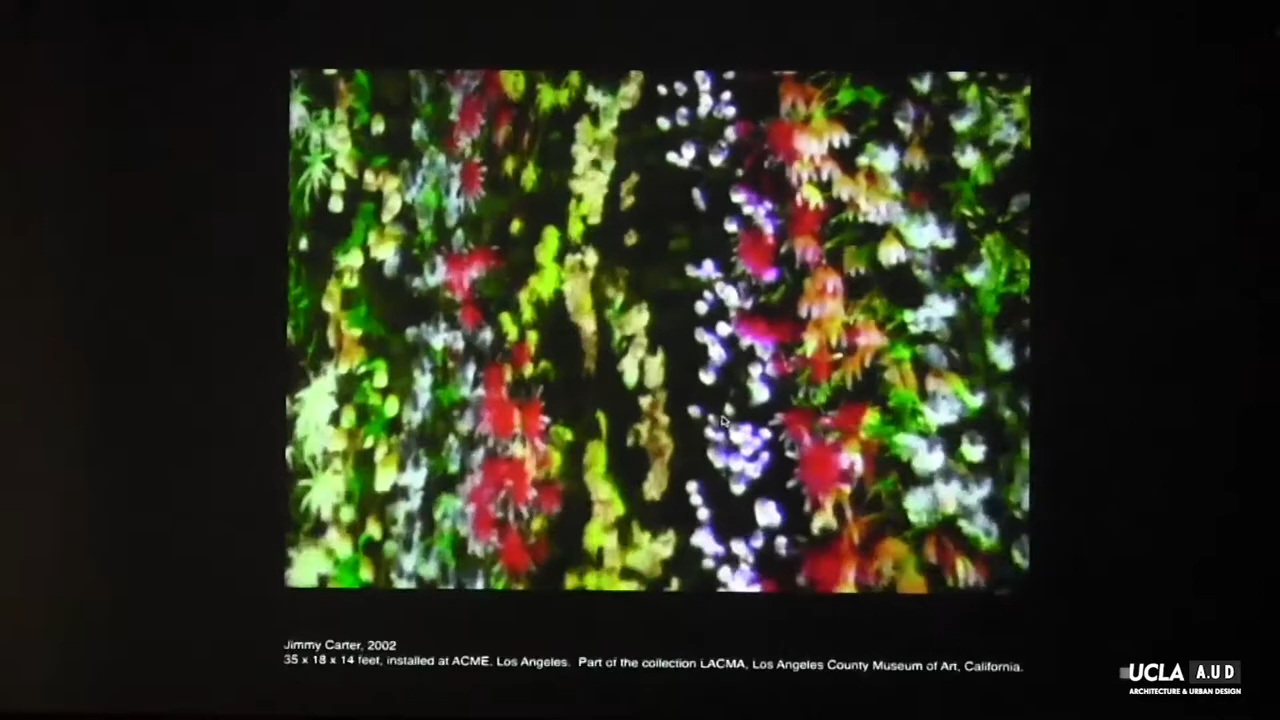 Jimmy Carter, 2002
35 x 18 x 14 feet, installed at ACME. Los Angeles. Part of the collection LACMA, Los Angeles County Museum of Art, California.
UCLA A.UD
ARCHITECTURE & URBAN DESIGN